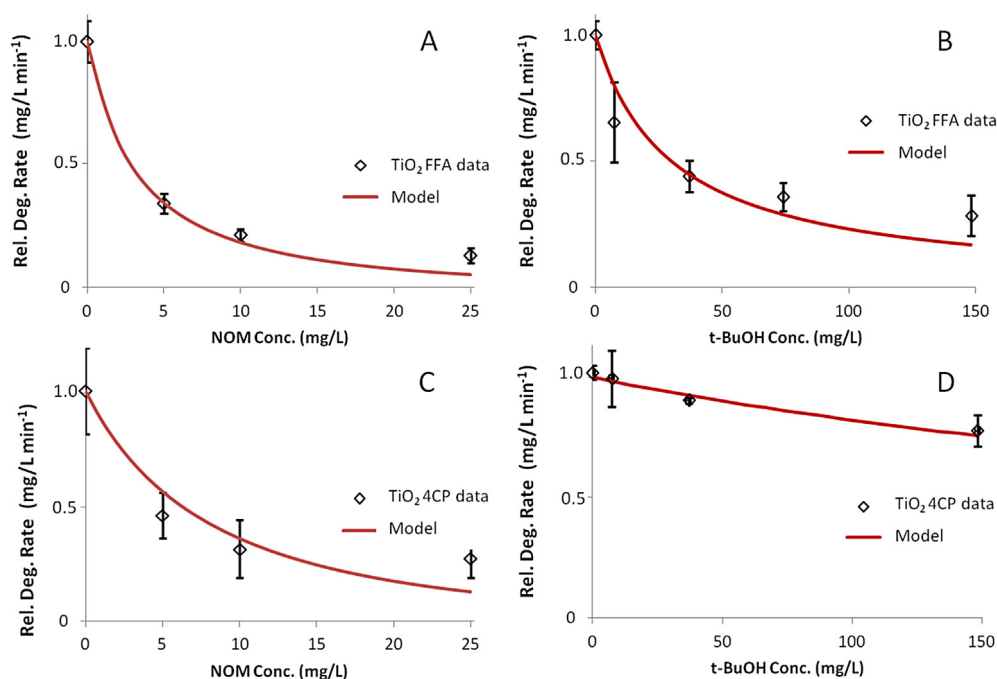 A
Rel. Deg. Rate (mg/L min⁻¹)
1.0
0.5
0
TiO₂ FFA data
Model
0 5 10 15 20 25
NOM Conc. (mg/L)
B
Rel. Deg. Rate (mg/L min⁻¹)
1.0
0.5
0
TiO₂ FFA data
Model
0 50 100 150
t-BuOH Conc. (mg/L)
C
Rel. Deg. Rate (mg/L min⁻¹)
1.0
0.5
0
TiO₂ 4CP data
Model
0 5 10 15 20 25
NOM Conc. (mg/L)
D
Rel. Deg. Rate (mg/L min⁻¹)
1.0
0.5
0
TiO₂ 4CP data
Model
0 50 100 150
t-BuOH Conc. (mg/L)